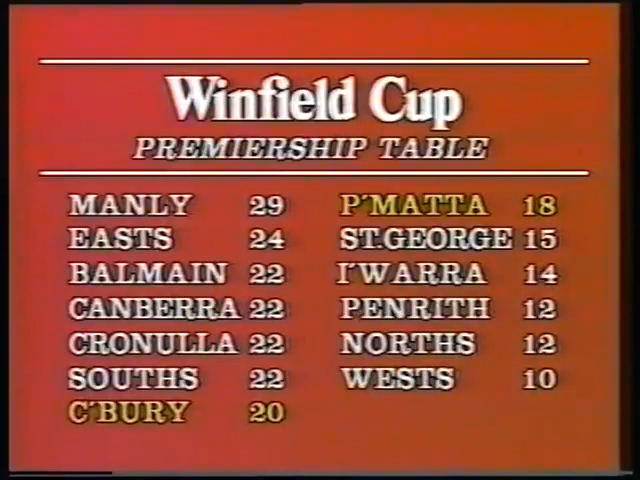 Winfield Cup
PREMIERSHIP TABLE
MANLY 29
EASTS 24
BALMAIN 22
CANBERRA 22
CRONULLA 22
SOUTHS 22
C'BURY 20
P'MATTA 18
ST.GEORGE 15
I'WARRA 14
PENRITH 12
NORTHS 12
WESTS 10